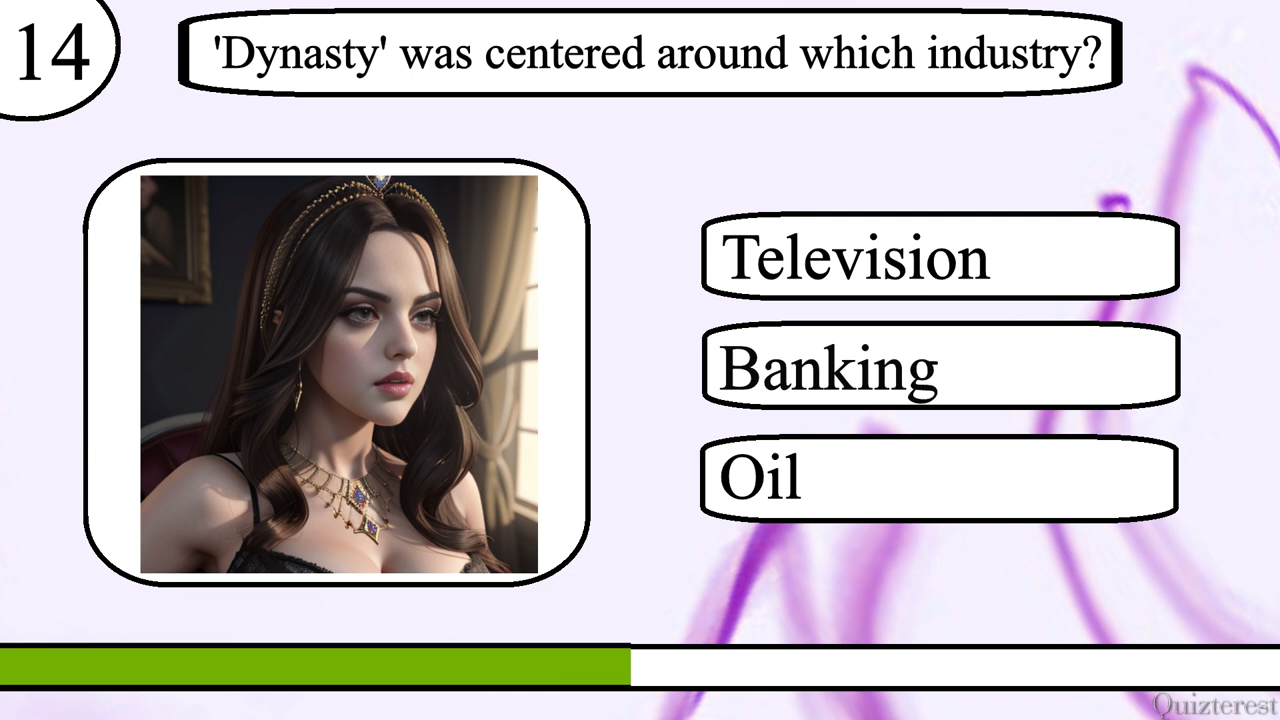 14
'Dynasty' was centered around which industry?
Television
Banking
Oil
Quizterest